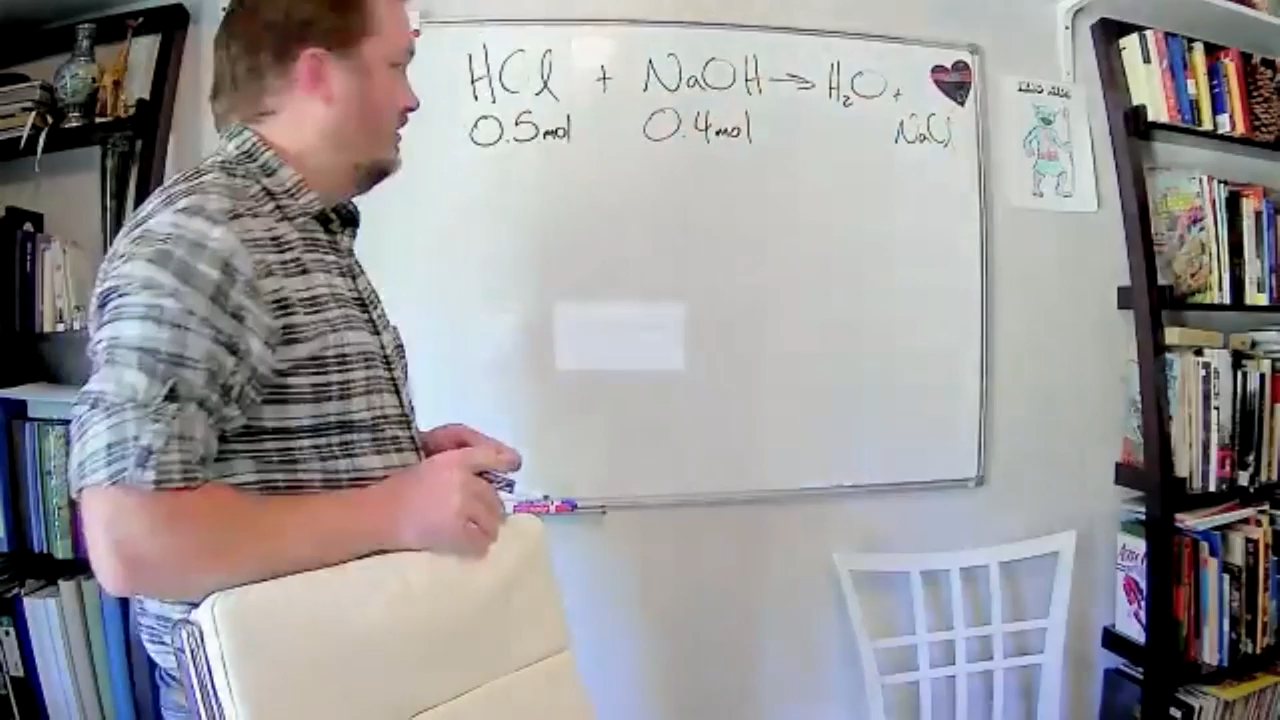 HCl + NaOH → H₂O +
0.5mol 0.4mol NaCl